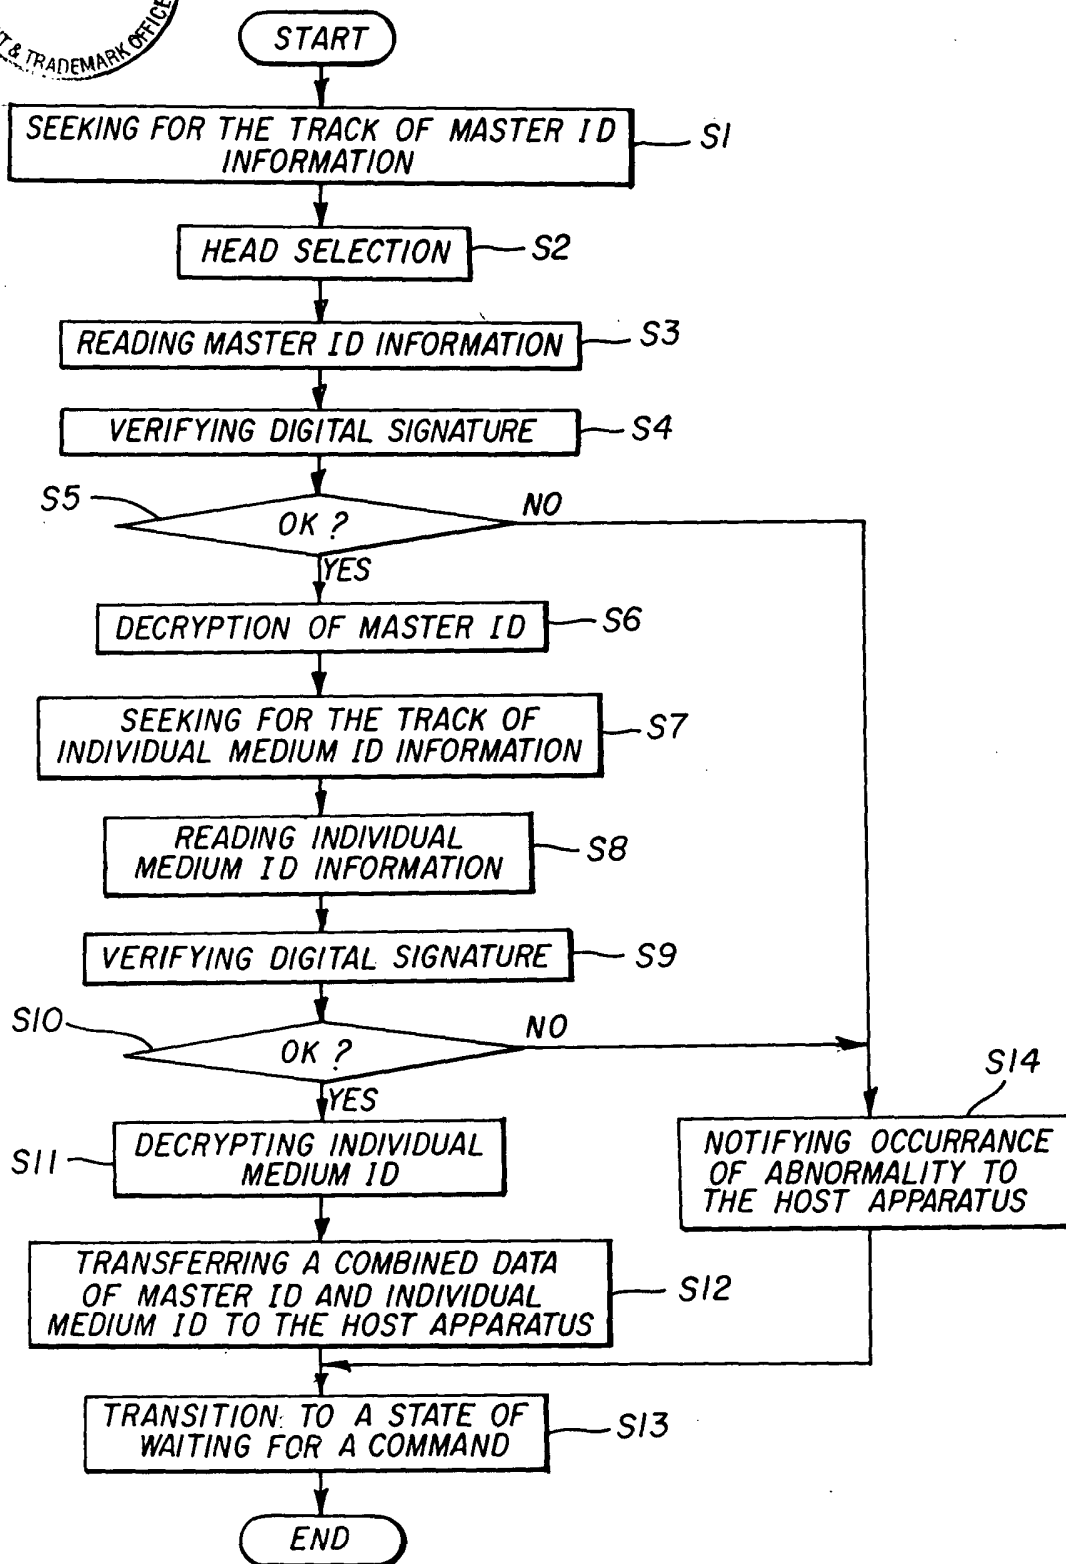 T & TRADEMARK OFFICE
START
SEEKING FOR THE TRACK OF MASTER ID
INFORMATION
S1
HEAD SELECTION
S2
READING MASTER ID INFORMATION
S3
VERIFYING DIGITAL SIGNATURE
S4
S5
OK ?
NO
YES
DECRYPTION OF MASTER ID
S6
SEEKING FOR THE TRACK OF
INDIVIDUAL MEDIUM ID INFORMATION
S7
READING INDIVIDUAL
MEDIUM ID INFORMATION
S8
VERIFYING DIGITAL SIGNATURE
S9
S10
OK ?
NO
YES
S11
DECRYPTING INDIVIDUAL
MEDIUM ID
S14
NOTIFYING OCCURRANCE
OF ABNORMALITY TO
THE HOST APPARATUS
TRANSFERRING A COMBINED DATA
OF MASTER ID AND INDIVIDUAL
MEDIUM ID TO THE HOST APPARATUS
S12
TRANSITION TO A STATE OF
WAITING FOR A COMMAND
S13
END